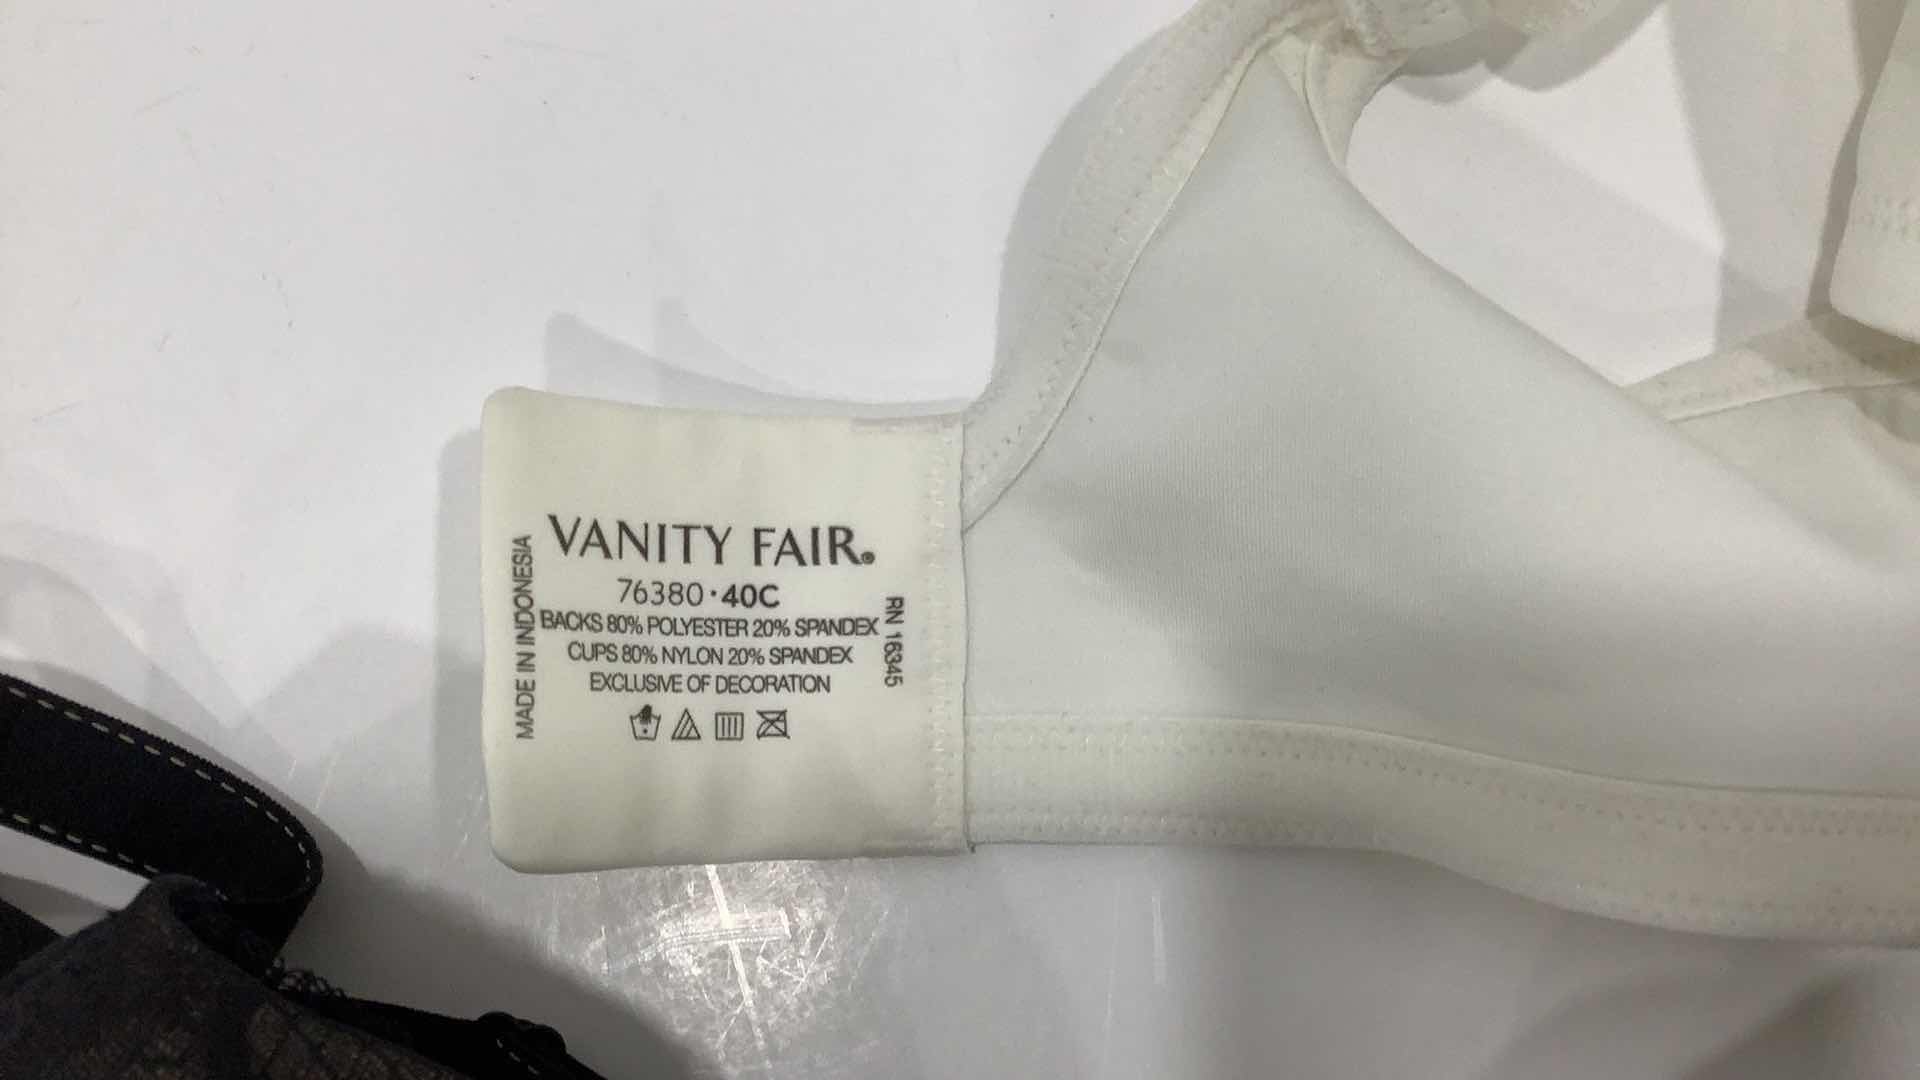 VANITY FAIR®
76380•40C
BACKS 80% POLYESTER 20% SPANDEX
CUPS 80% NYLON 20% SPANDEX
EXCLUSIVE OF DECORATION
MADE IN INDONESIA
RN 16345